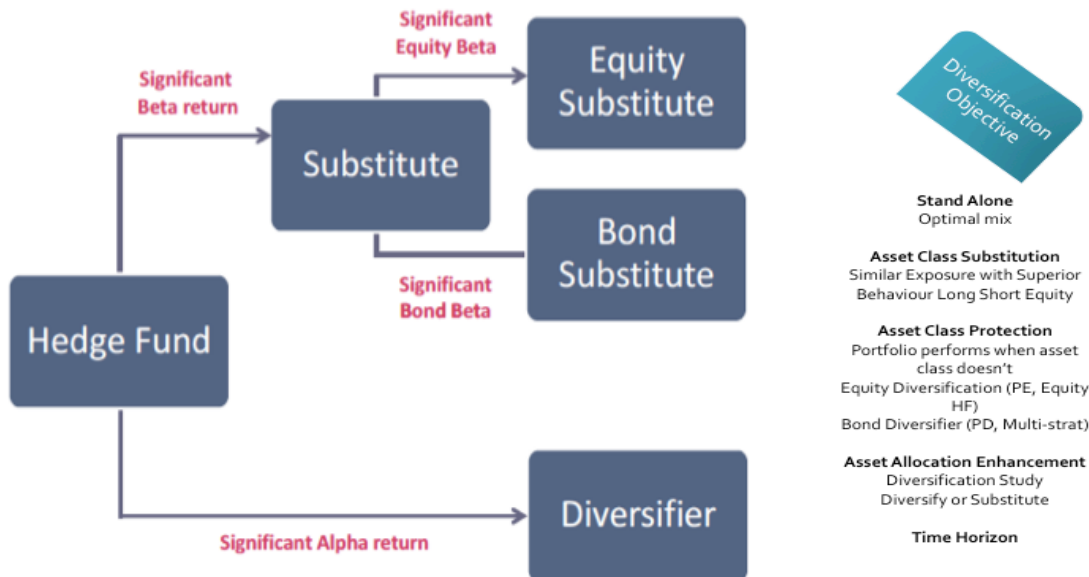 Significant
Equity Beta
Equity
Substitute
Significant
Beta return
Substitute
Bond
Substitute
Significant
Bond Beta
Hedge Fund
Diversifier
Significant Alpha return
Diversification
Objective
Stand Alone
Optimal mix
Asset Class Substitution
Similar Exposure with Superior
Behaviour Long Short Equity
Asset Class Protection
Portfolio performs when asset
class doesn't
Equity Diversification (PE, Equity
HF)
Bond Diversifier (PD, Multi-strat)
Asset Allocation Enhancement
Diversification Study
Diversify or Substitute
Time Horizon